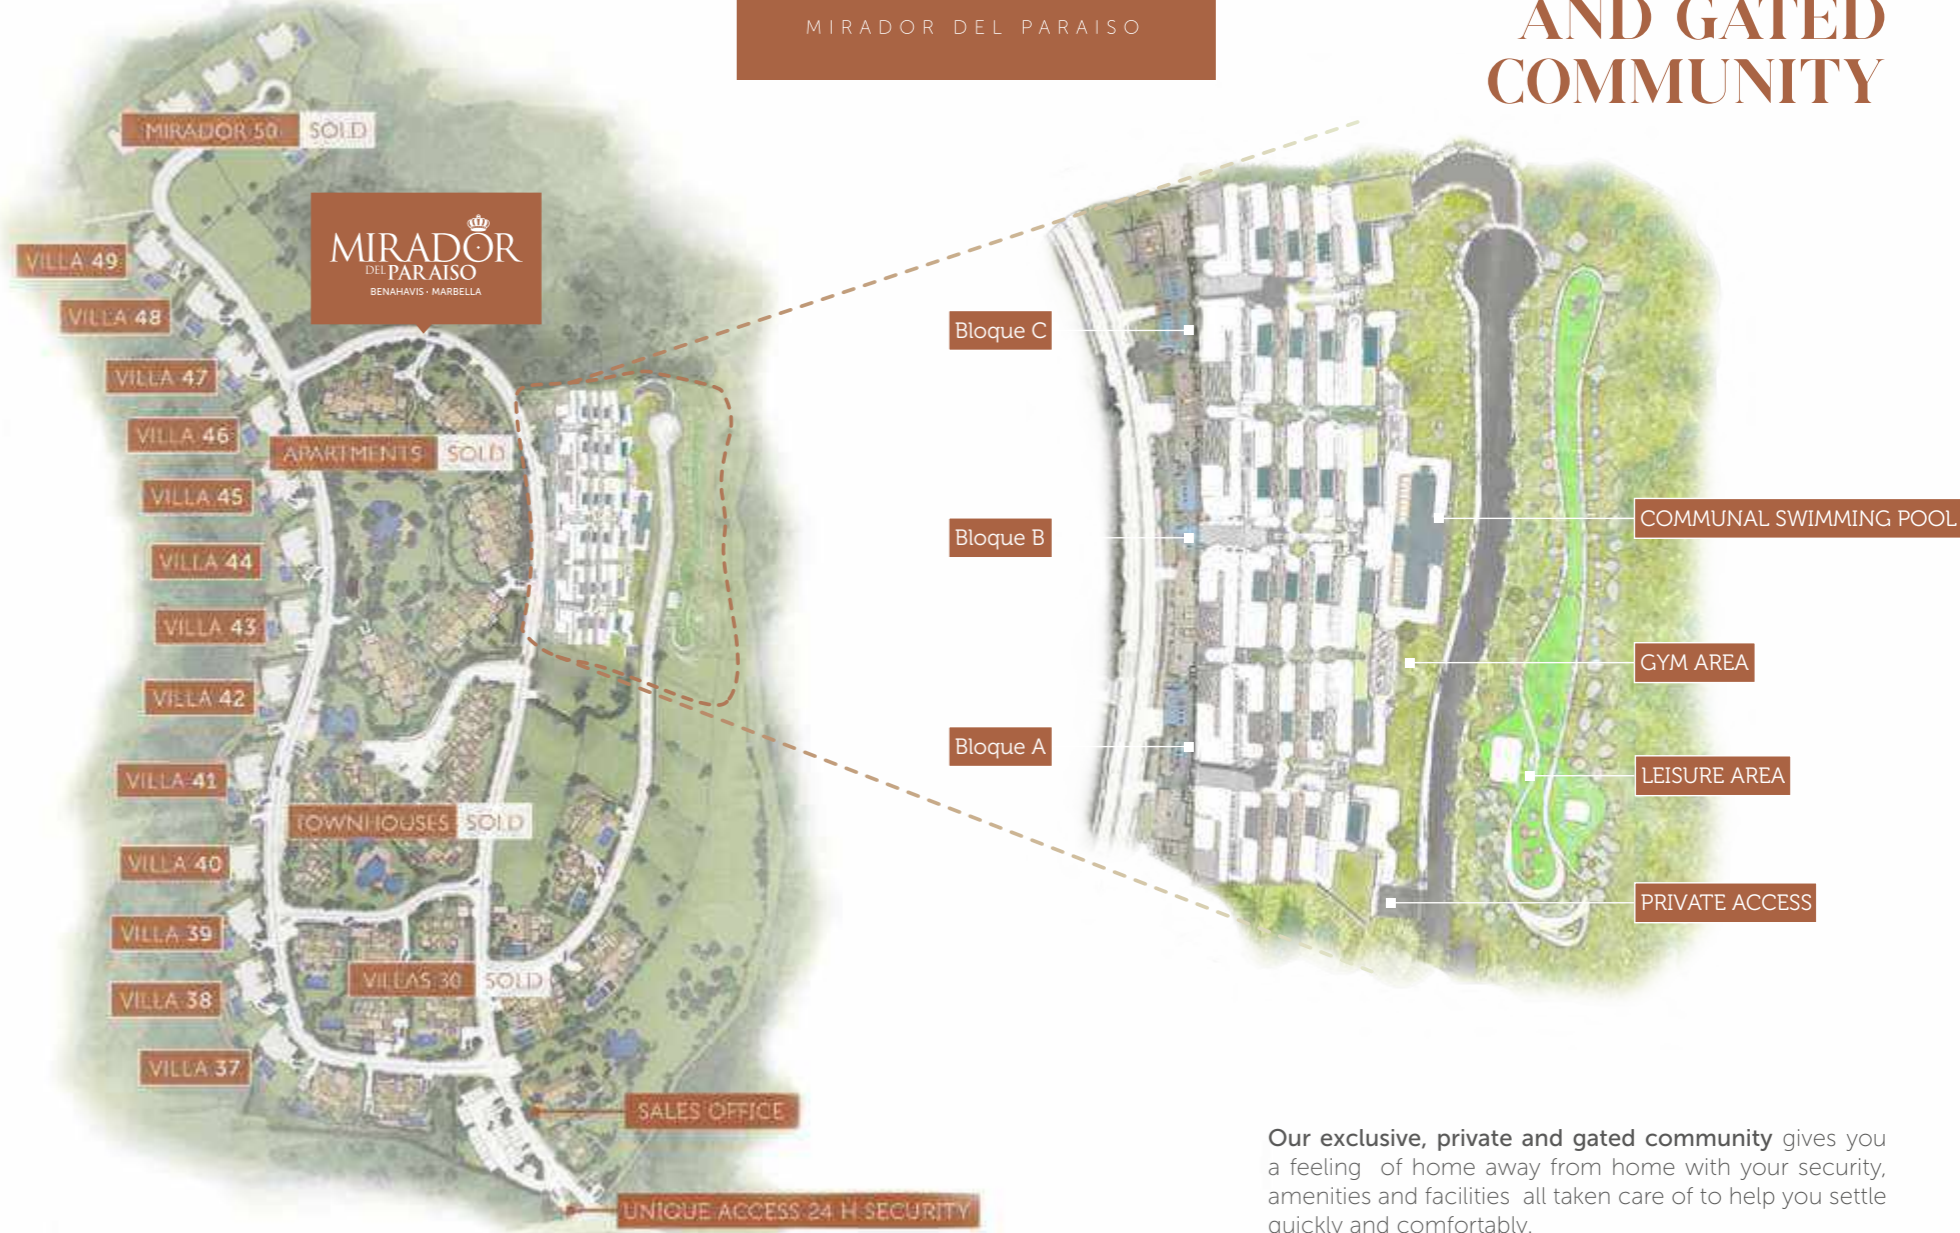 MIRADOR DEL PARAISO
AND GATED
COMMUNITY
MIRADOR 50 SOLD
MIRADOR
DEL PARAISO
BENAHAVIS · MARBELLA
VILLA 49
VILLA 48
VILLA 47
VILLA 46
APARTMENTS SOLD
VILLA 45
VILLA 44
VILLA 43
VILLA 42
VILLA 41
TOWNHOUSES SOLD
VILLA 40
VILLA 39
VILLAS 30 SOLD
VILLA 38
VILLA 37
SALES OFFICE
UNIQUE ACCESS 24 H SECURITY
Bloque C
Bloque B
Bloque A
COMMUNAL SWIMMING POOL
GYM AREA
LEISURE AREA
PRIVATE ACCESS
Our exclusive, private and gated community gives you
a feeling of home away from home with your security,
amenities and facilities all taken care of to help you settle
quickly and comfortably.